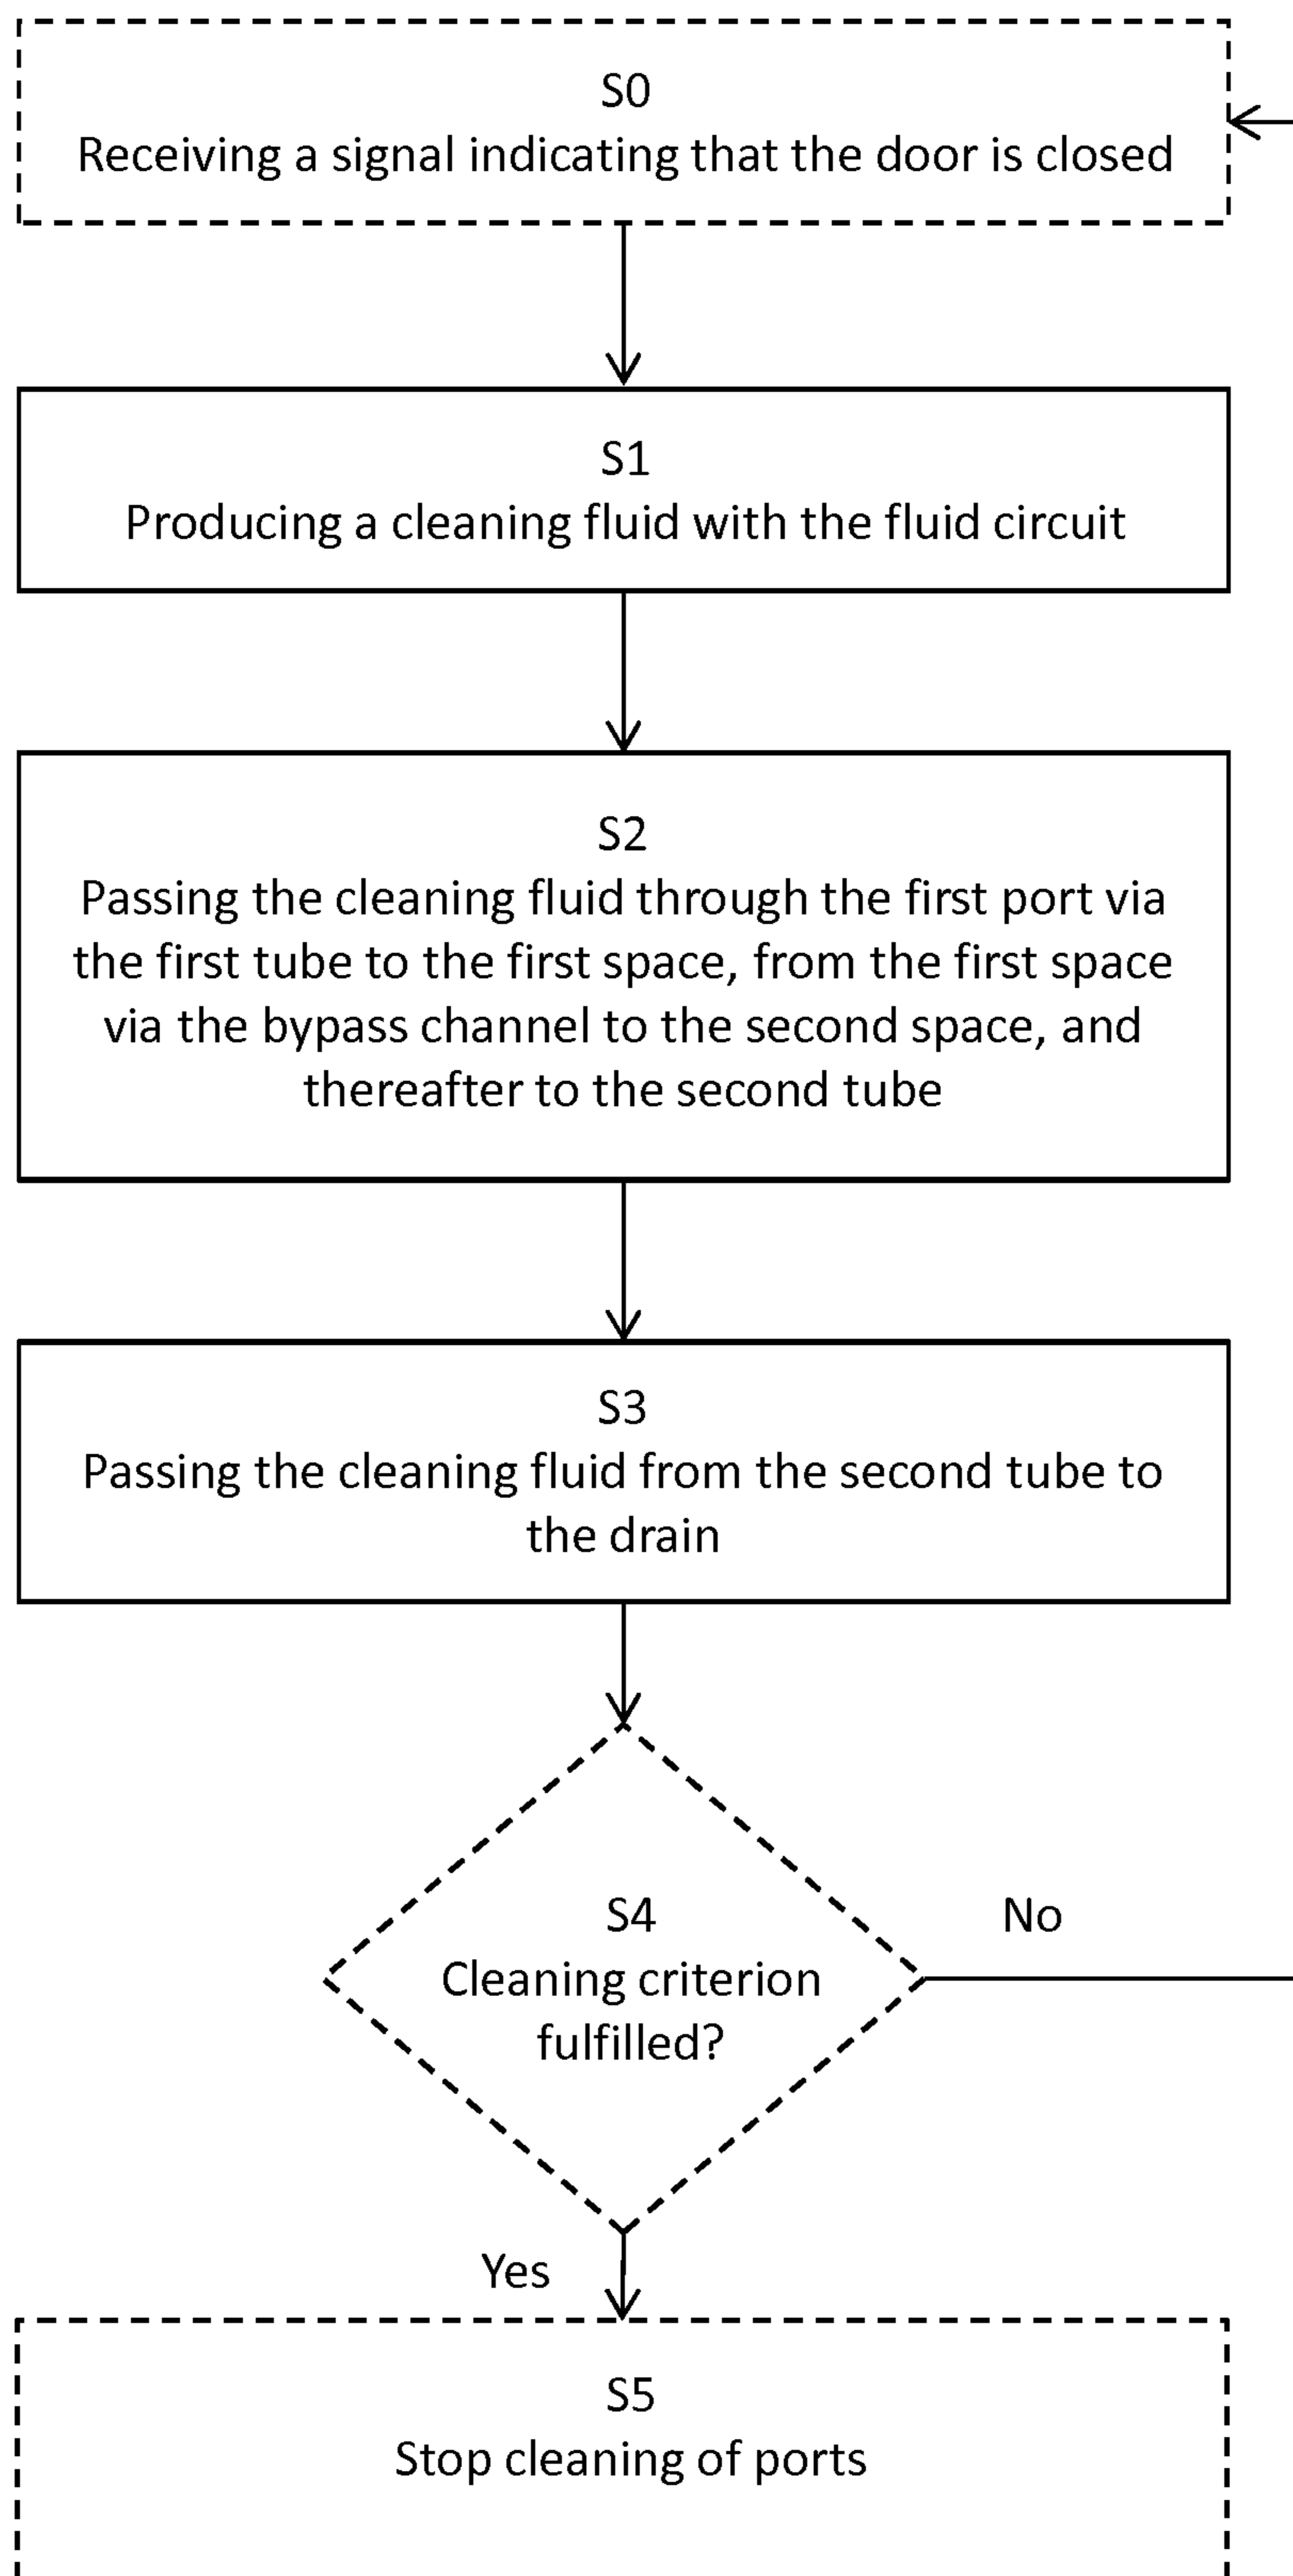 S0
Receiving a signal indicating that the door is closed
S1
Producing a cleaning fluid with the fluid circuit
S2
Passing the cleaning fluid through the first port via
the first tube to the first space, from the first space
via the bypass channel to the second space, and
thereafter to the second tube
S3
Passing the cleaning fluid from the second tube to
the drain
S4
Cleaning criterion
fulfilled?
No
Yes
S5
Stop cleaning of ports